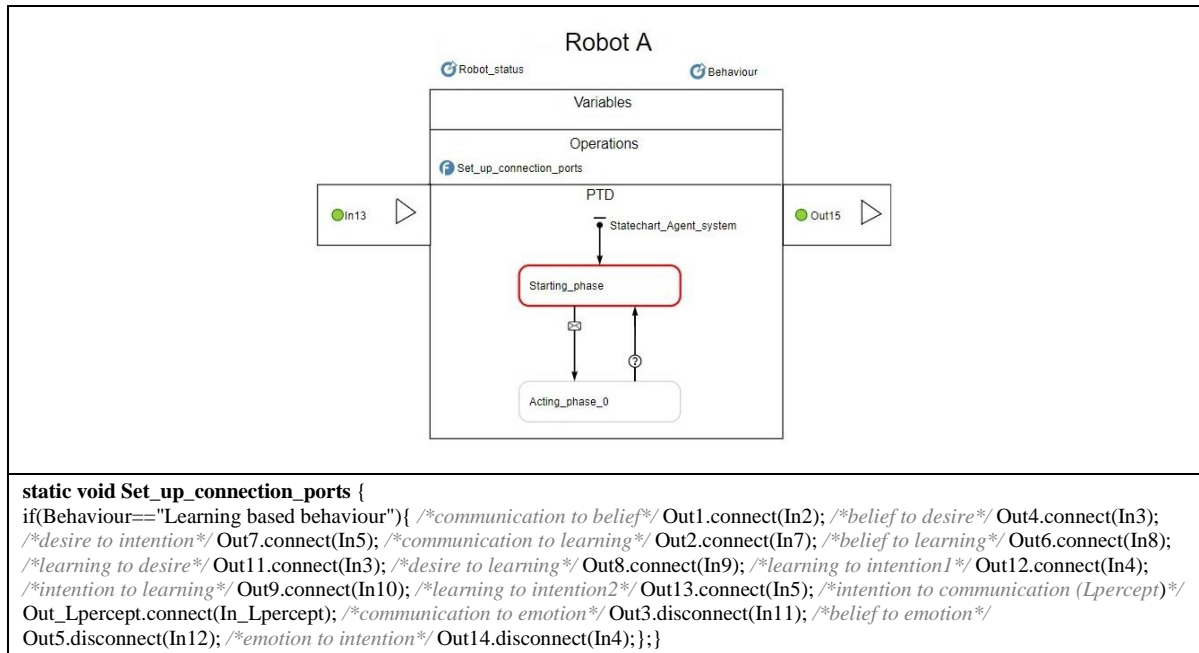 Robot A
Robot_status
Behaviour
Variables
Operations
Set_up_connection_ports
PTD
In13
Out15
Statechart_Agent_system
Starting_phase
?
Acting_phase_0
static void Set_up_connection_ports {
if(Behaviour=="Learning based behaviour"){ /*communication to belief*/ Out1.connect(In2); /*belief to desire*/ Out4.connect(In3);
/*desire to intention*/ Out7.connect(In5); /*communication to learning*/ Out2.connect(In7); /*belief to learning*/ Out6.connect(In8);
/*learning to desire*/ Out11.connect(In3); /*desire to learning*/ Out8.connect(In9); /*learning to intention1*/ Out12.connect(In4);
/*intention to learning*/ Out9.connect(In10); /*learning to intention2*/ Out13.connect(In5); /*intention to communication (Lpercept)*/
Out_Lpercept.connect(In_Lpercept); /*communication to emotion*/ Out3.disconnect(In11); /*belief to emotion*/
Out5.disconnect(In12); /*emotion to intention*/ Out14.disconnect(In4);};}